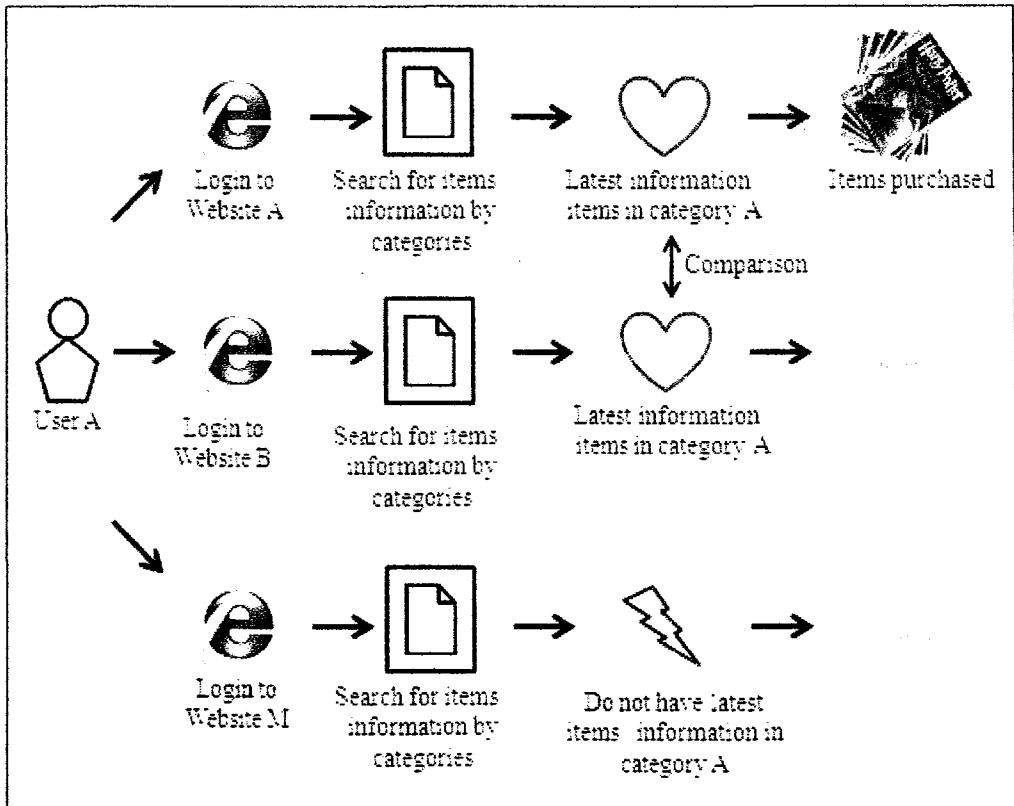 Login to
Website A
Search for items
information by
categories
Latest information
items in category A
Items purchased
Comparison
User A
Login to
Website B
Search for items
information by
categories
Latest information
items in category A
Login to
Website M
Search for items
information by
categories
Do not have latest
items information in
category A